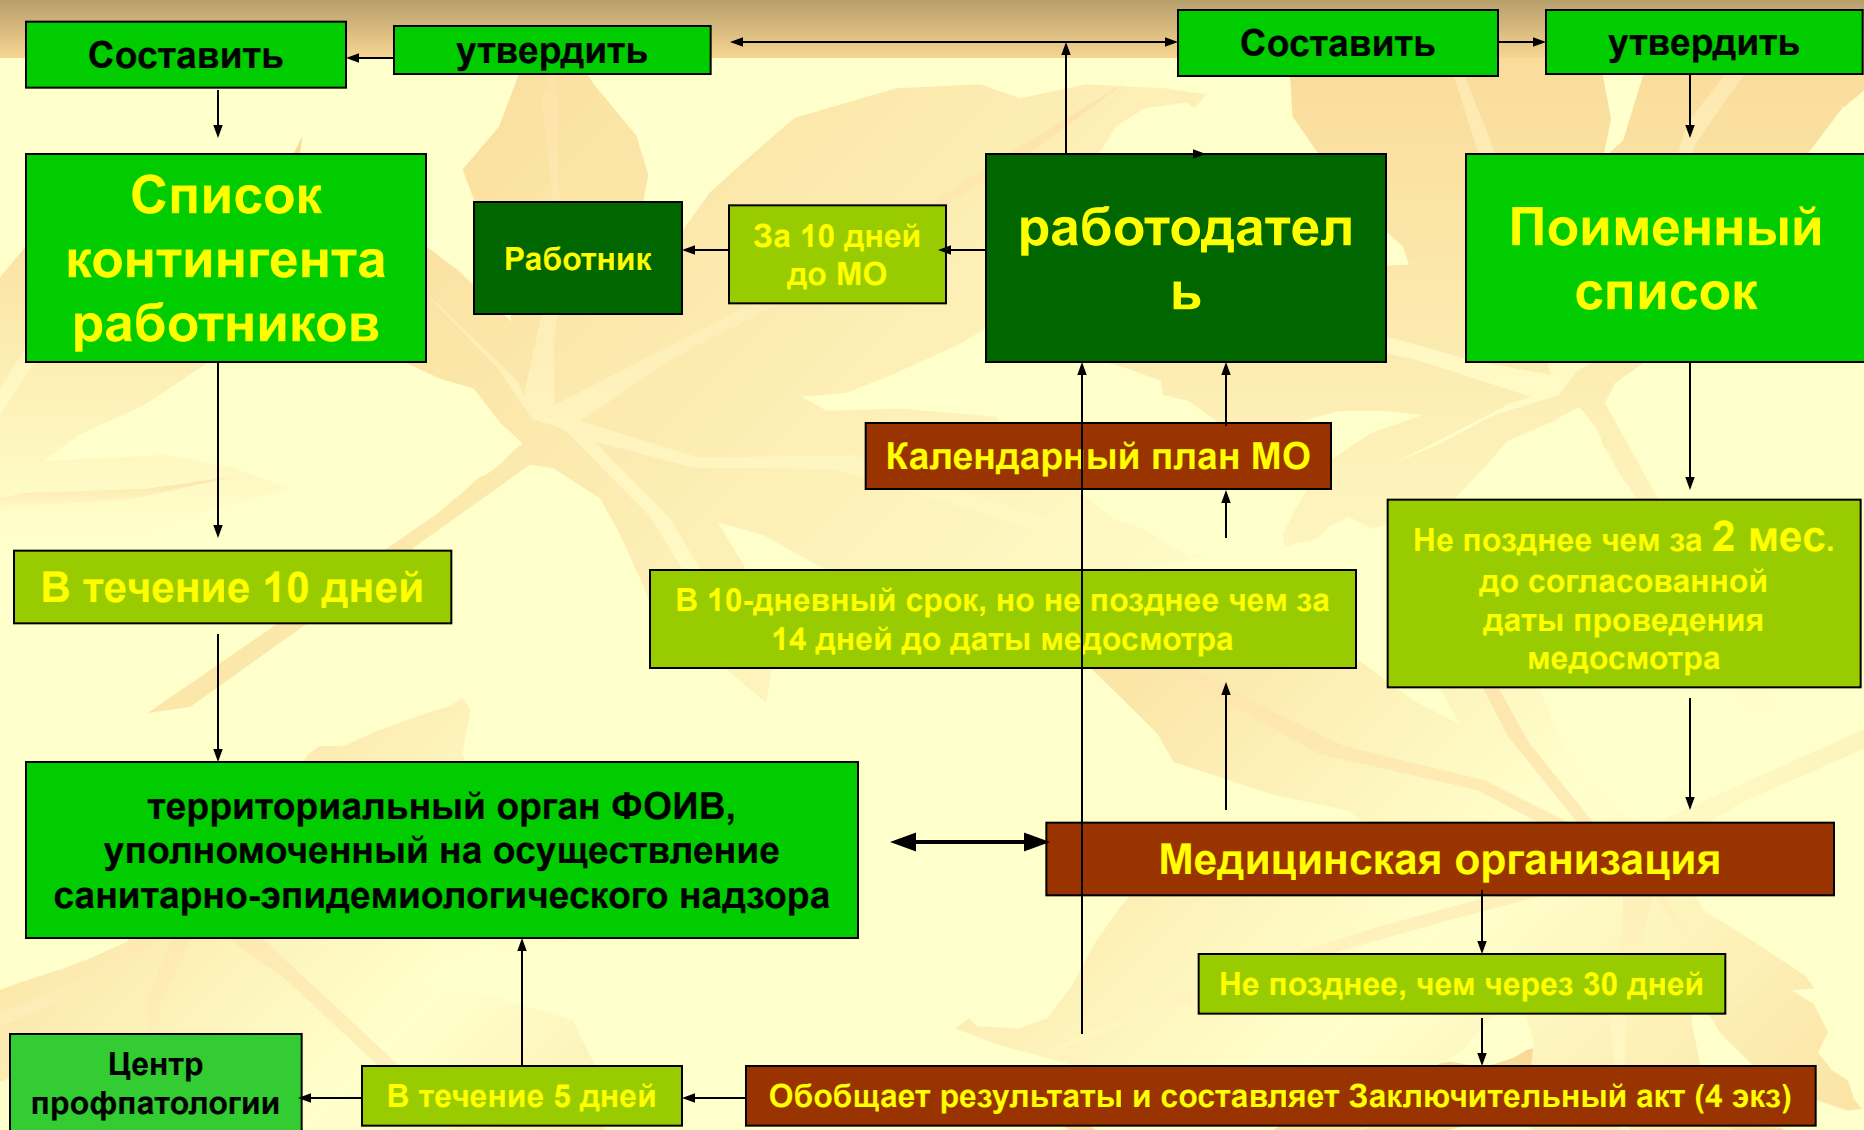 Составить
утвердить
Составить
утвердить
Список
контингента
работников
Работник
За 10 дней
до МО
работодател
ь
Поименный
список
Календарный план МО
В течение 10 дней
В 10-дневный срок, но не позднее чем за
14 дней до даты медосмотра
Не позднее чем за 2 мес.
до согласованной
даты проведения
медосмотра
территориальный орган ФОИВ,
уполномоченный на осуществление
санитарно-эпидемиологического надзора
Медицинская организация
Не позднее, чем через 30 дней
Центр
профпатологии
В течение 5 дней
Обобщает результаты и составляет Заключительный акт (4 экз)